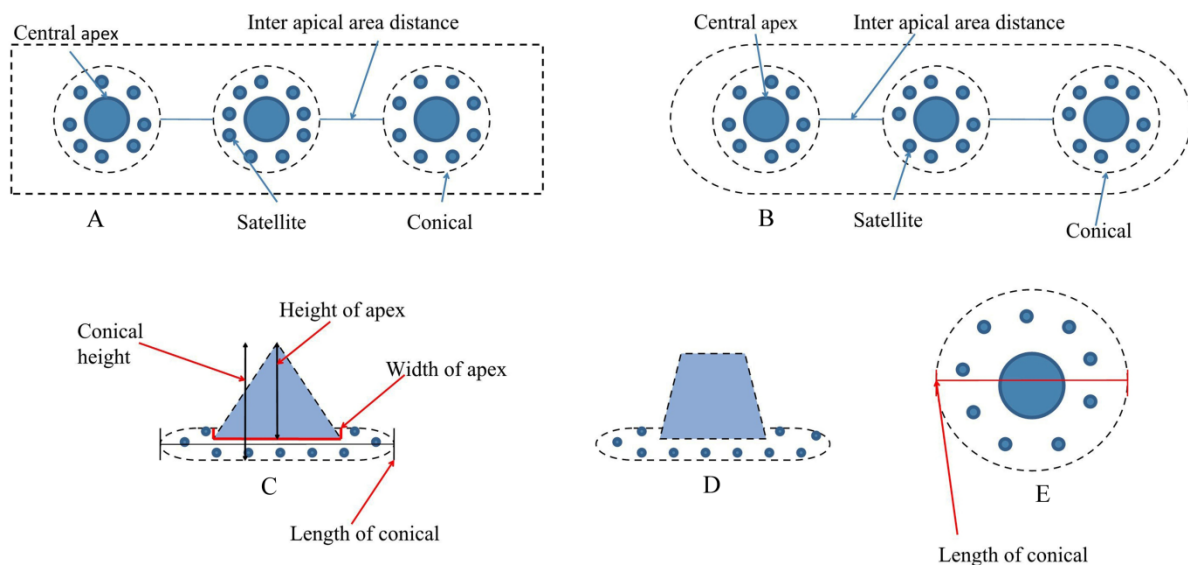 Central apex
Inter apical area distance
Satellite
Conical
A
Central apex
Inter apical area distance
Satellite
Conical
B
Conical
height
Height of apex
Width of apex
C
Length of conical
D
E
Length of conical